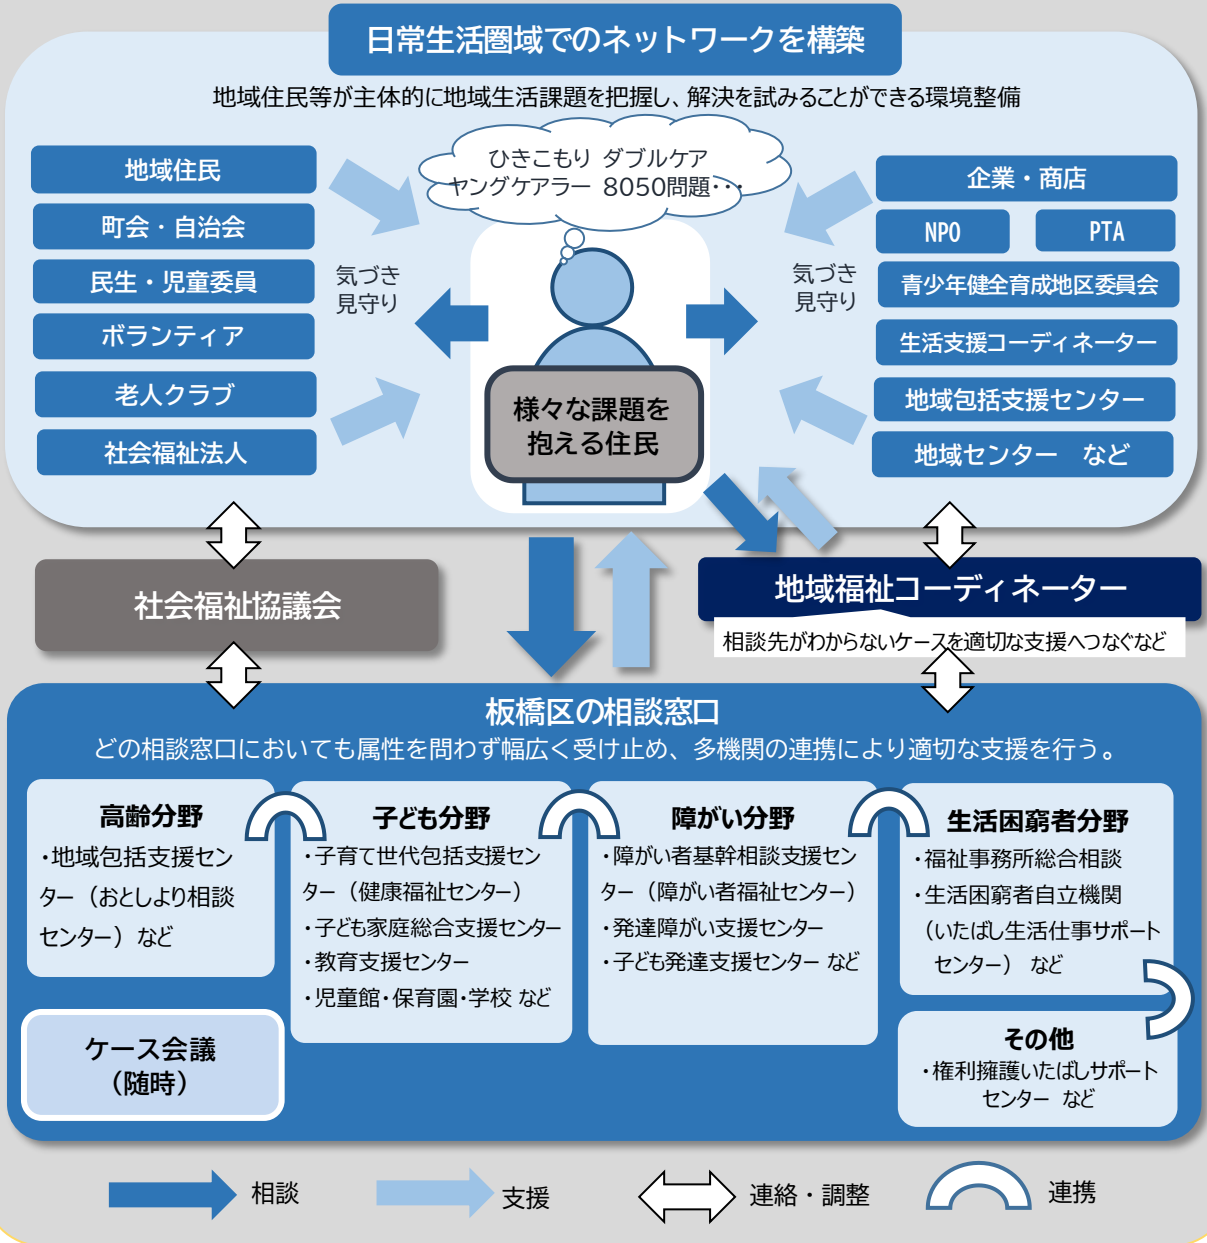 日常生活圏域でのネットワークを構築
地域住民等が主体的に地域生活課題を把握し、解決を試みることができる環境整備
ひきこもり ダブルケア
ヤングケアラー 8050問題・・・
地域住民
町会・自治会
民生・児童委員
ボランティア
老人クラブ
社会福祉法人
気づき
見守り
様々な課題を
抱える住民
気づき
見守り
企業・商店
NPO
PTA
青少年健全育成地区委員会
生活支援コーディネーター
地域包括支援センター
地域センター など
社会福祉協議会
地域福祉コーディネーター
相談先がわからないケースを適切な支援へつなぐなど
板橋区の相談窓口
どの相談窓口においても属性を問わず幅広く受け止め、多機関の連携により適切な支援を行う。
高齢分野
・地域包括支援セン
ター（おとしより相談
センター）など
子ども分野
・子育て世代包括支援セン
ター（健康福祉センター）
・子ども家庭総合支援センター
・教育支援センター
・児童館・保育園・学校 など
障がい分野
・障がい者基幹相談支援セン
ター（障がい者福祉センター）
・発達障がい支援センター
・子ども発達支援センター など
生活困窮者分野
・福祉事務所総合相談
・生活困窮者自立機関
（いたばし生活仕事サポート
センター） など
その他
・権利擁護いたばしサポート
センター など
ケース会議
（随時）
相談
支援
連絡・調整
連携